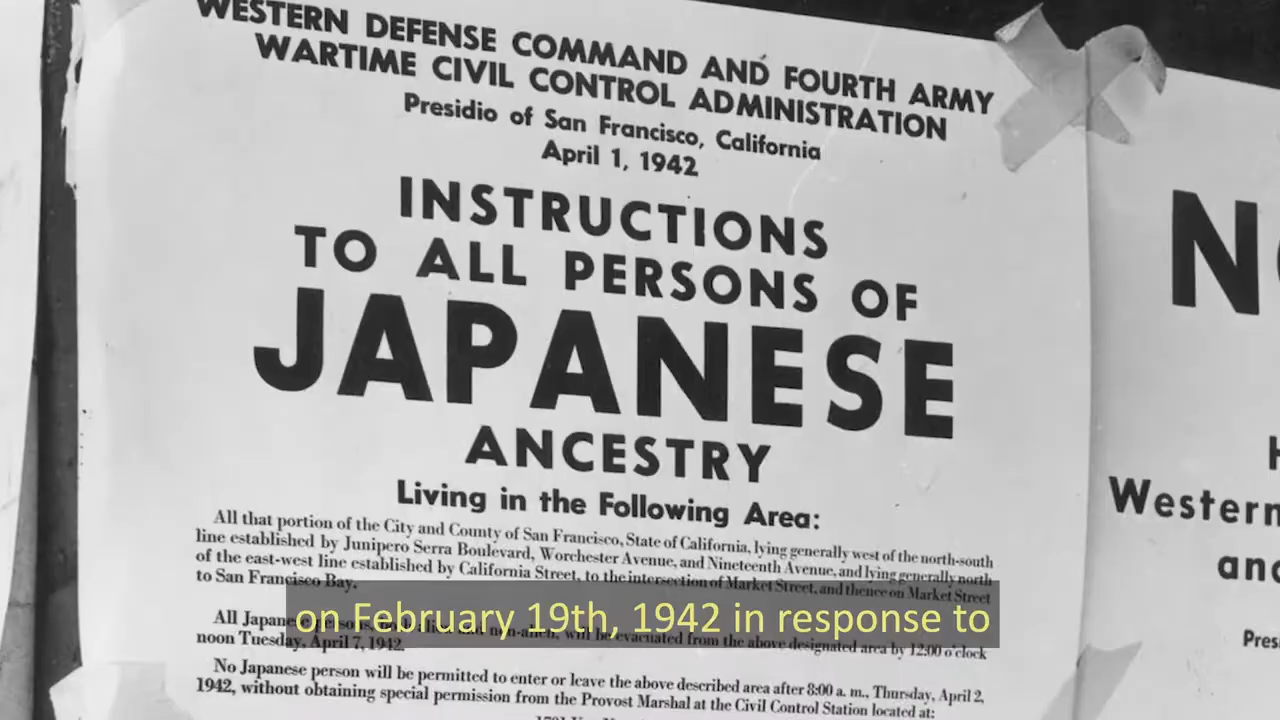 WESTERN DEFENSE COMMAND AND FOURTH ARMY
WARTIME CIVIL CONTROL ADMINISTRATION
Presidio of San Francisco, California
April 1, 1942
INSTRUCTIONS
TO ALL PERSONS OF
JAPANESE
ANCESTRY
Living in the Following Area:
All that portion of the City and County of San Francisco, State of California, lying generally west of the north-south
line established by Junipero Serra Boulevard, Worchester Avenue, and Nineteenth Avenue, and lying generally north
of the east-west line established by California Street, to the intersection of Market Street, and thence on Market Street
to San Francisco Bay.
All Japanese persons, both alien and non-alien, will be evacuated from the above designated area by 12:00 o'clock
noon Tuesday, April 7, 1942.
No Japanese person will be permitted to enter or leave the above described area after 8:00 a. m., Thursday, April 2,
1942, without obtaining special permission from the Provost Marshal at the Civil Control Station located at:
on February 19th, 1942 in response to
N
H
Western
and
Pres